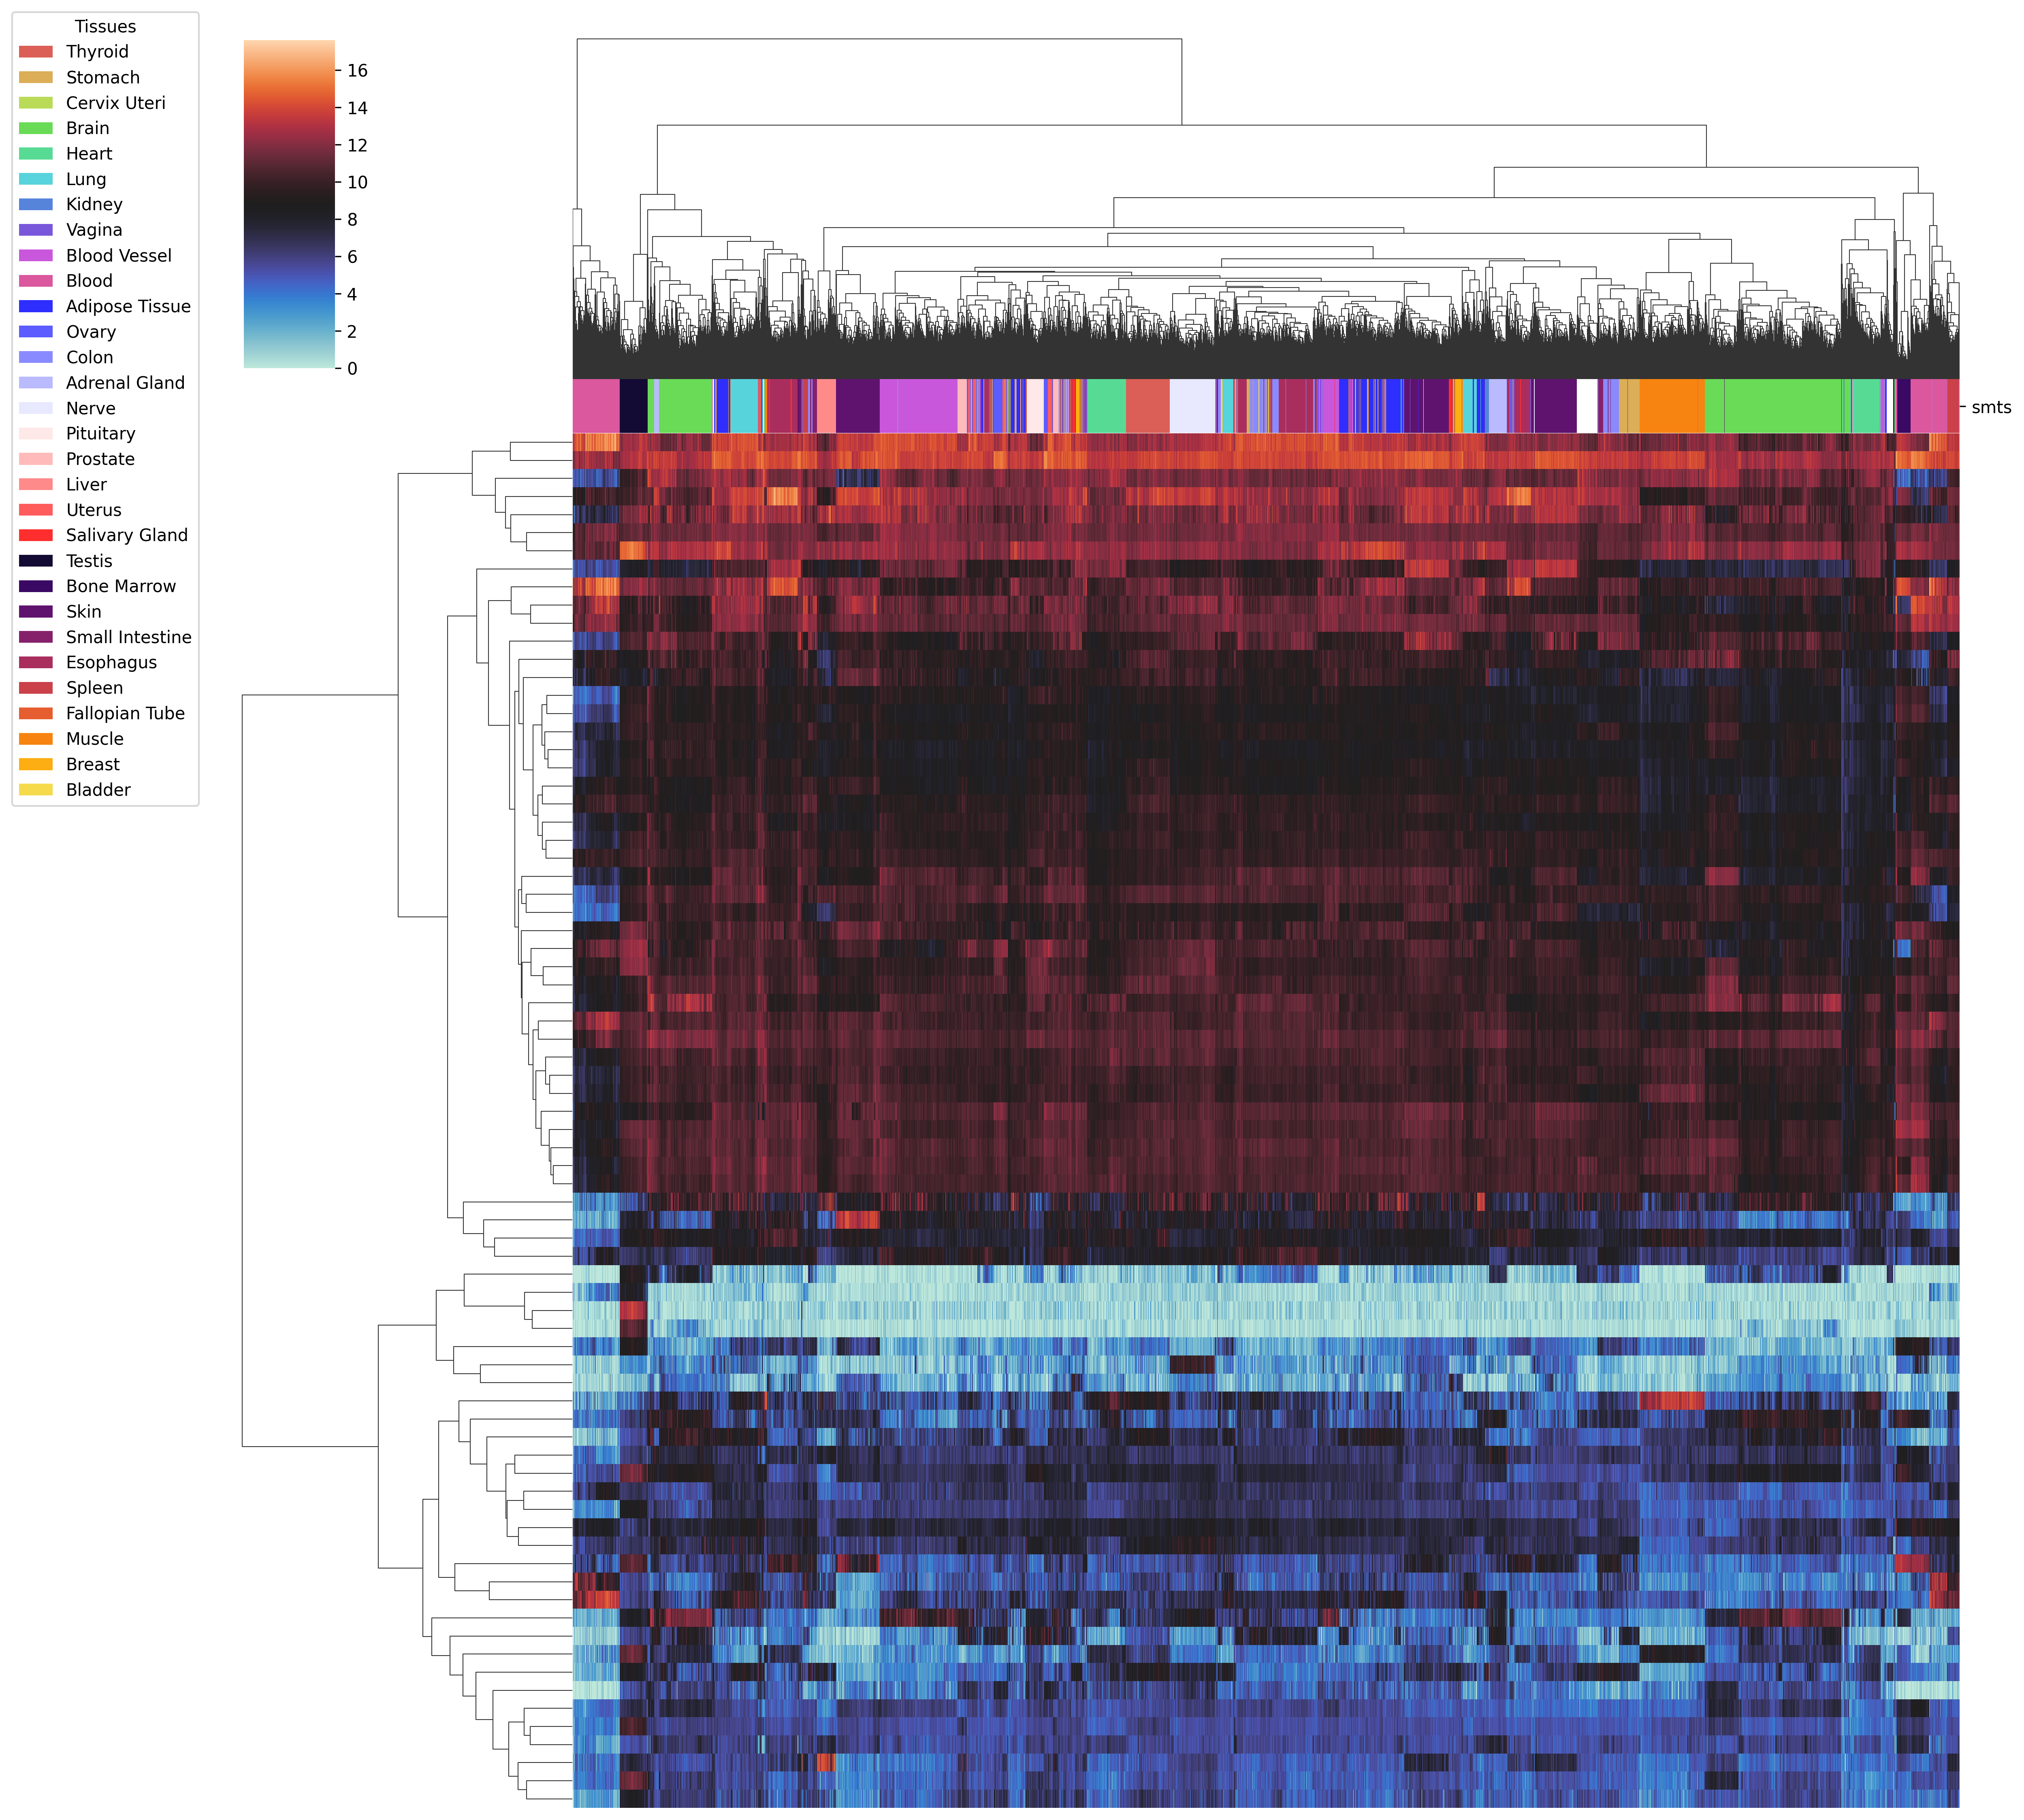 Tissues
Thyroid
Stomach
Cervix Uteri
Brain
Heart
Lung
Kidney
Vagina
Blood Vessel
Blood
Adipose Tissue
Ovary
Colon
Adrenal Gland
Nerve
Pituitary
Prostate
Liver
Uterus
Salivary Gland
Testis
Bone Marrow
Skin
Small Intestine
Esophagus
Spleen
Fallopian Tube
Muscle
Breast
Bladder
16
14
12
10
8
6
4
2
0
smts